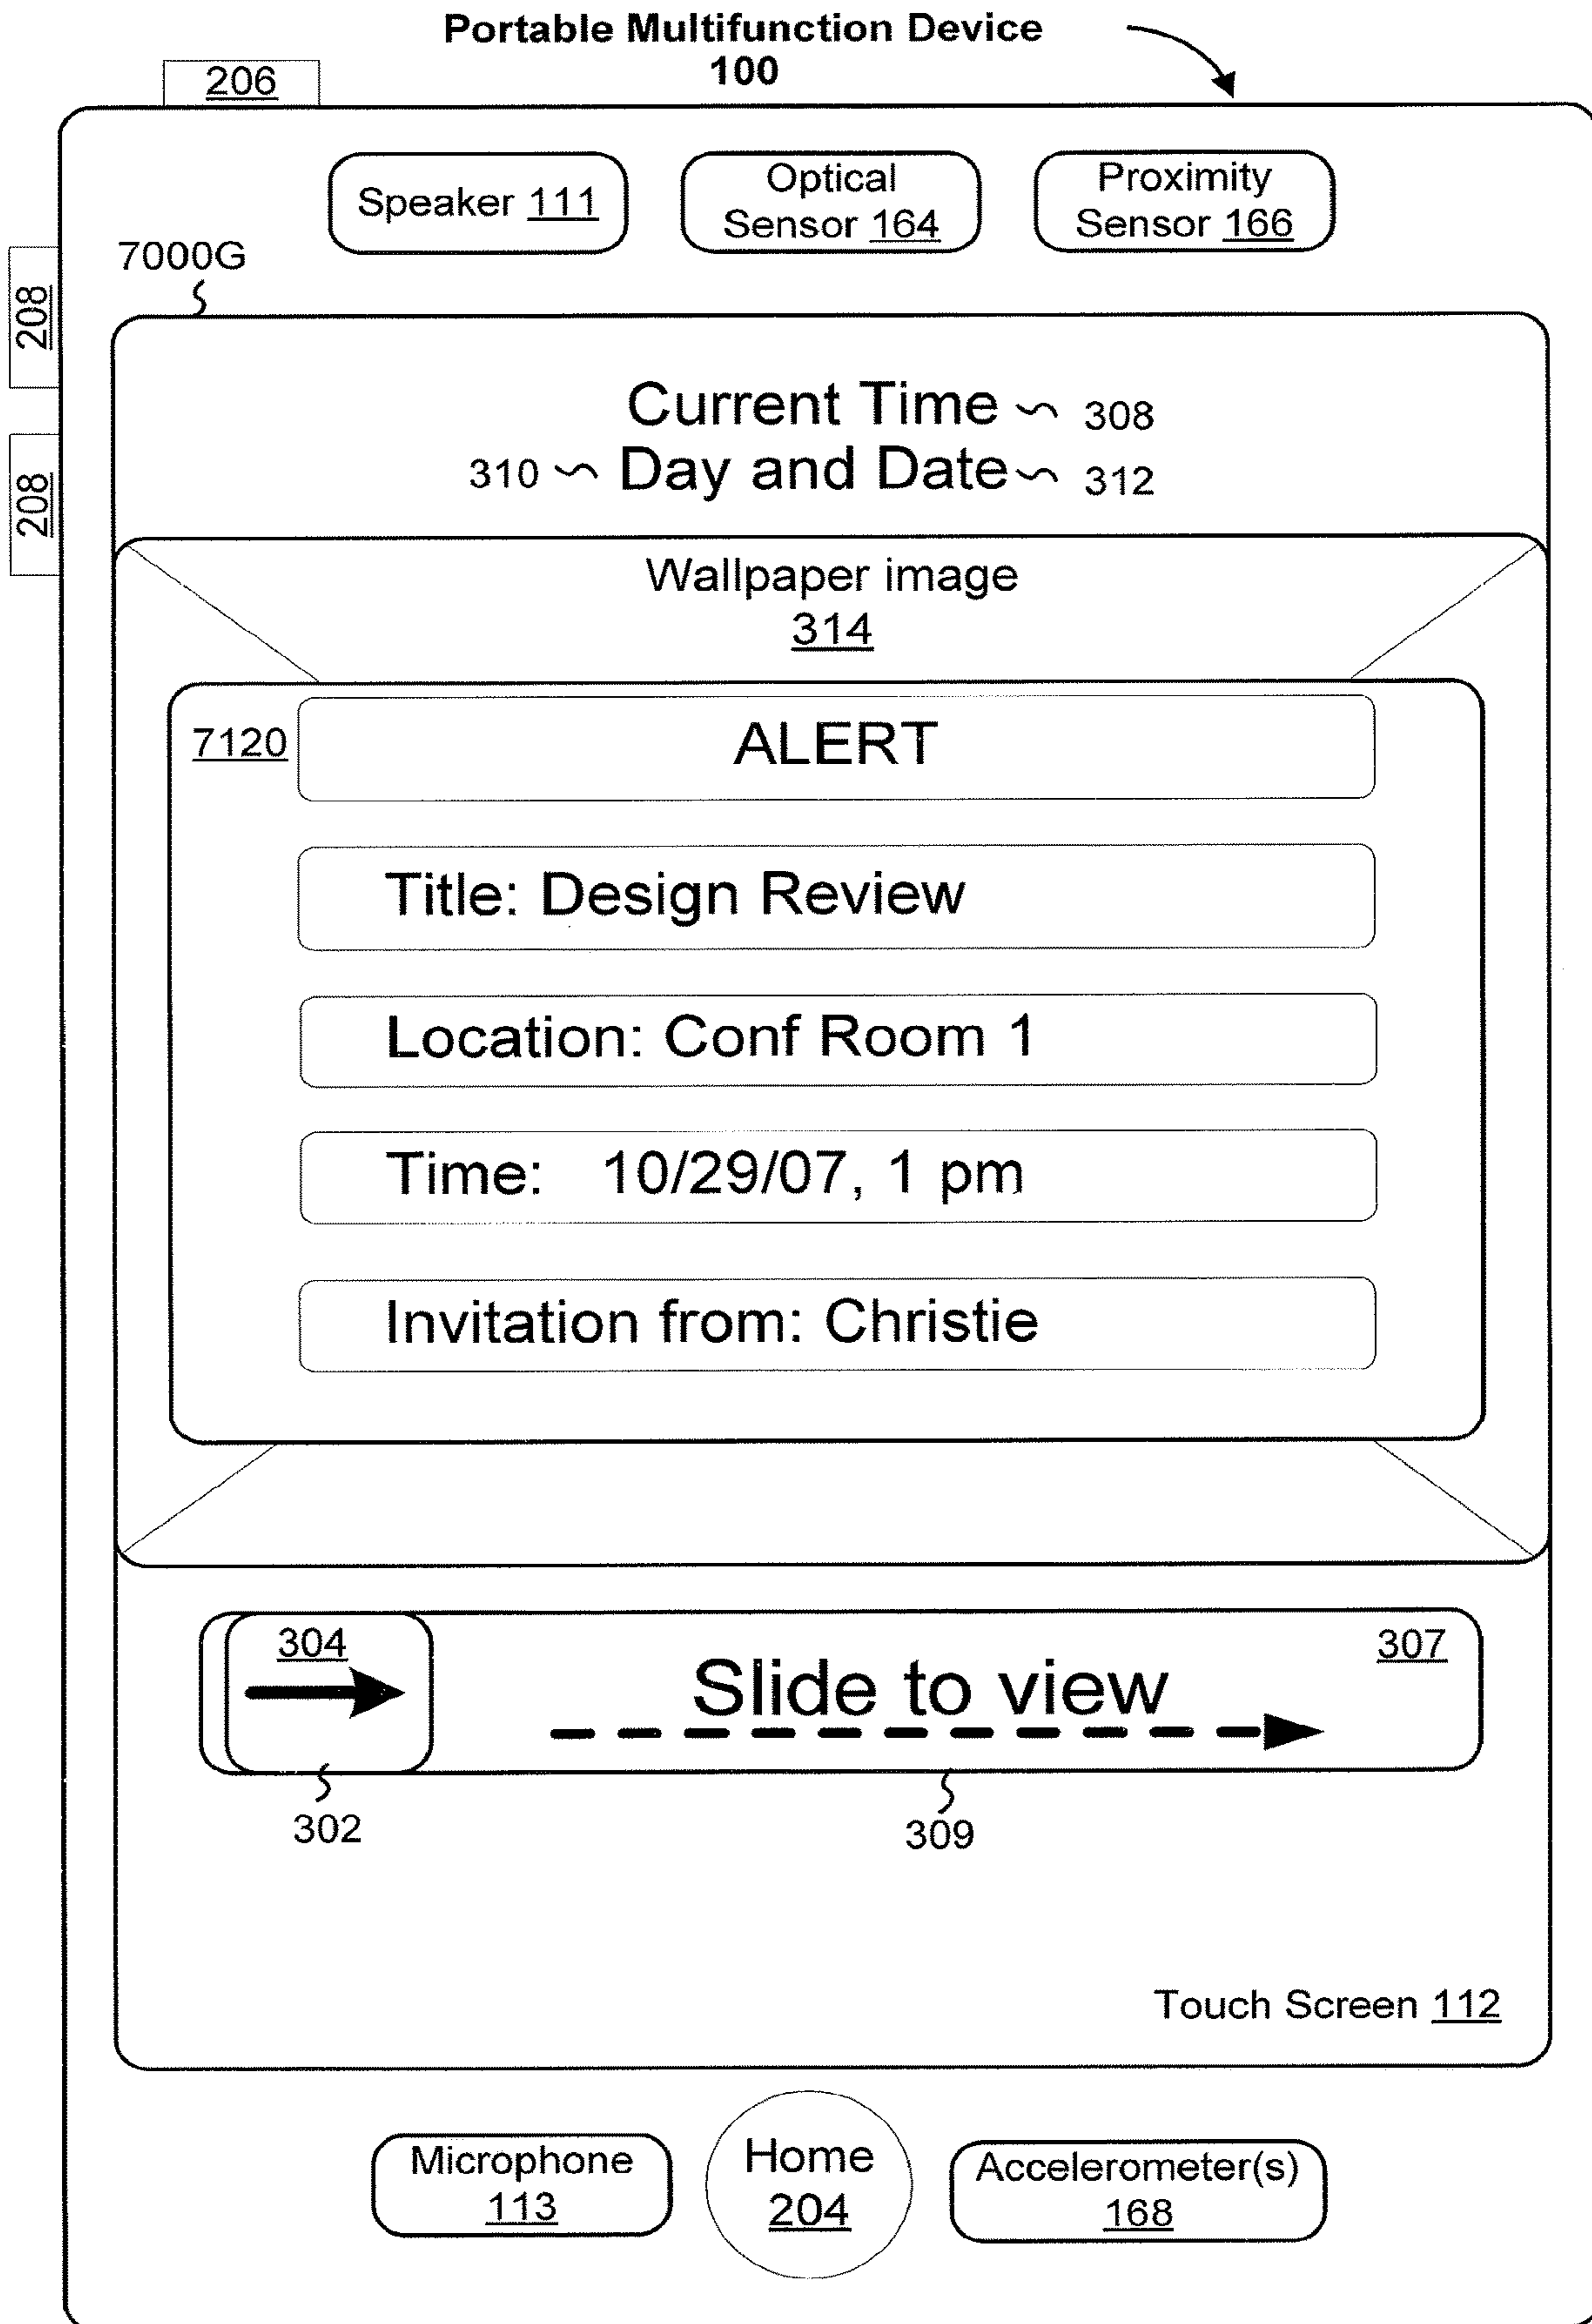 Portable Multifunction Device
100
206
Speaker 111
Optical
Sensor 164
Proximity
Sensor 166
7000G
208
208
Current Time 308
310 Day and Date 312
Wallpaper image
314
7120
ALERT
Title: Design Review
Location: Conf Room 1
Time: 10/29/07, 1 pm
Invitation from: Christie
304
Slide to view
307
302
309
Touch Screen 112
Microphone
113
Home
204
Accelerometer(s)
168